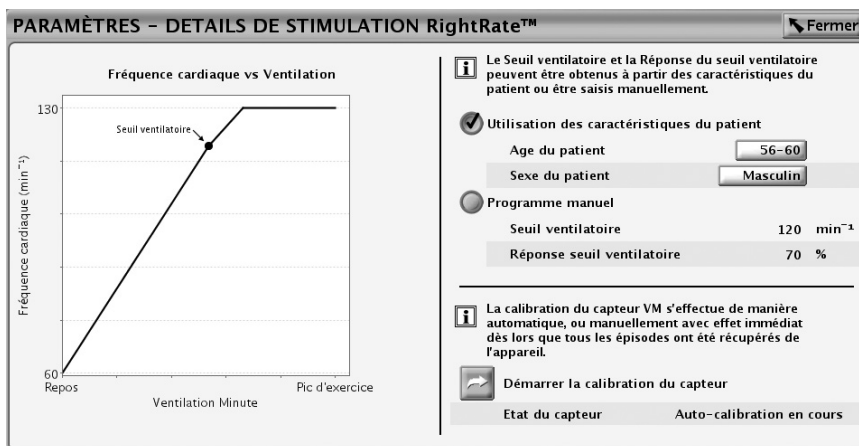 PARAMÈTRES – DETAILS DE STIMULATION RightRate™
Fermer
Fréquence cardiaque vs Ventilation
130
Seuil ventilatoire
Fréquence cardiaque (min⁻¹)
60
Repos
Pic d'exercice
Ventilation Minute
Le Seuil ventilatoire et la Réponse du seuil ventilatoire
peuvent être obtenus à partir des caractéristiques du
patient ou être saisis manuellement.
Utilisation des caractéristiques du patient
Age du patient 56-60
Sexe du patient Masculin
Programme manuel
Seuil ventilatoire 120 min⁻¹
Réponse seuil ventilatoire 70 %
La calibration du capteur VM s'effectue de manière
automatique, ou manuellement avec effet immédiat
dès lors que tous les épisodes ont été récupérés de
l'appareil.
Démarrer la calibration du capteur
Etat du capteur Auto-calibration en cours